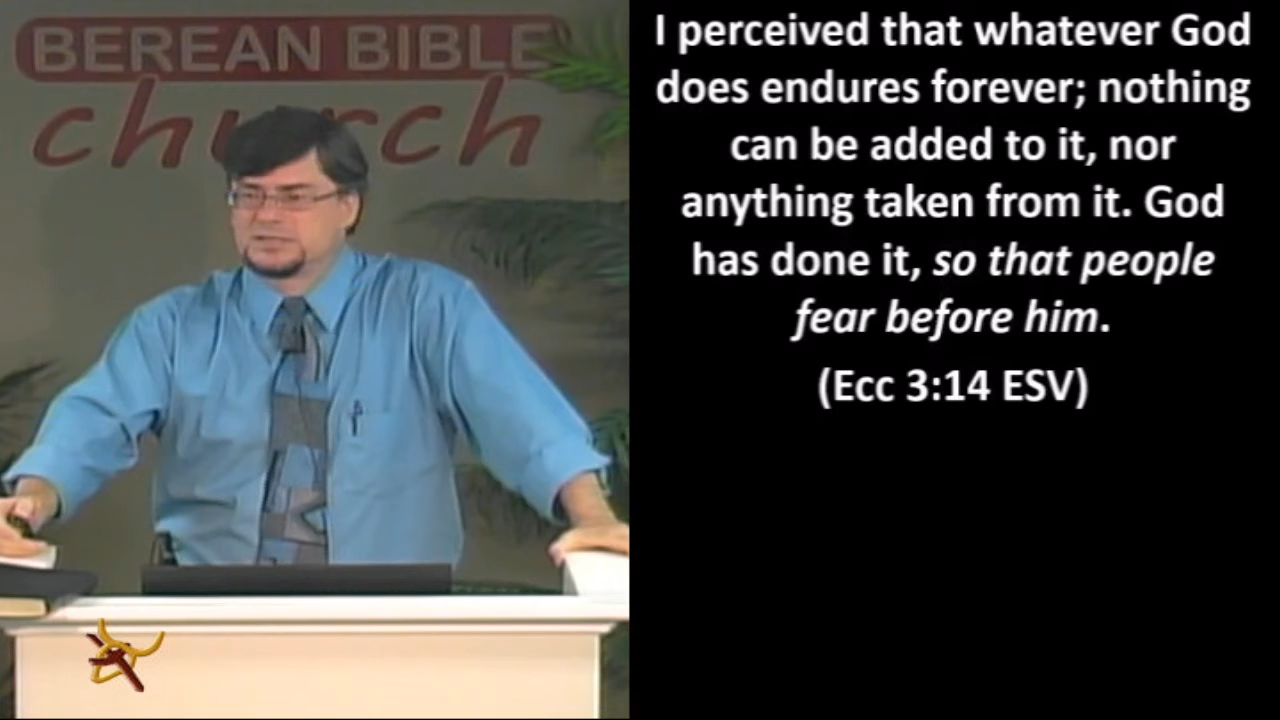 BEREAN BIBLE
church
I perceived that whatever God
does endures forever; nothing
can be added to it, nor
anything taken from it. God
has done it, so that people
fear before him.
(Ecc 3:14 ESV)